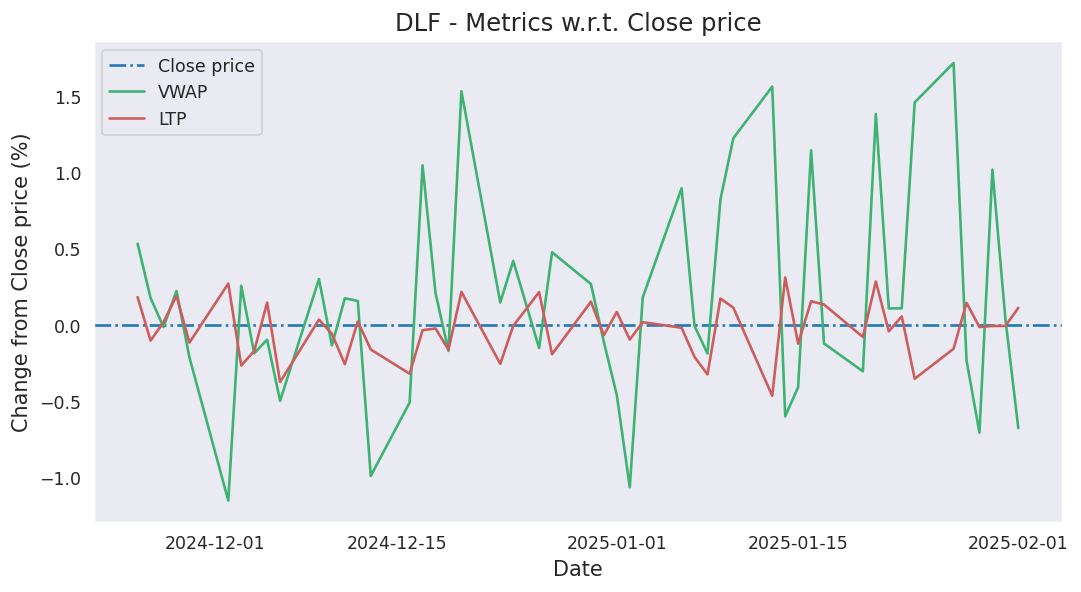 DLF - Metrics w.r.t. Close price
Close price
VWAP
LTP
Change from Close price (%)
1.5
1.0
0.5
0.0
−0.5
−1.0
2024-12-01
2024-12-15
2025-01-01
2025-01-15
2025-02-01
Date